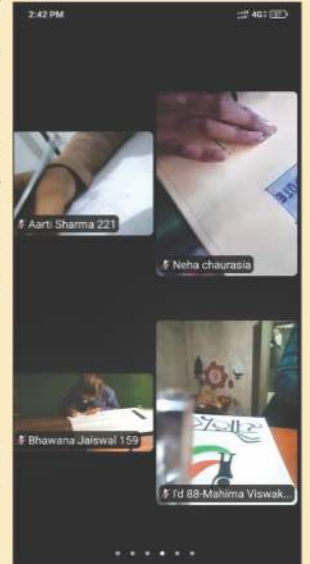 2:42 PM
4G
Aarti Sharma 221
Neha chaurasia
Bhawana Jaiswal 159
I'd 88-Mahima Viswak...